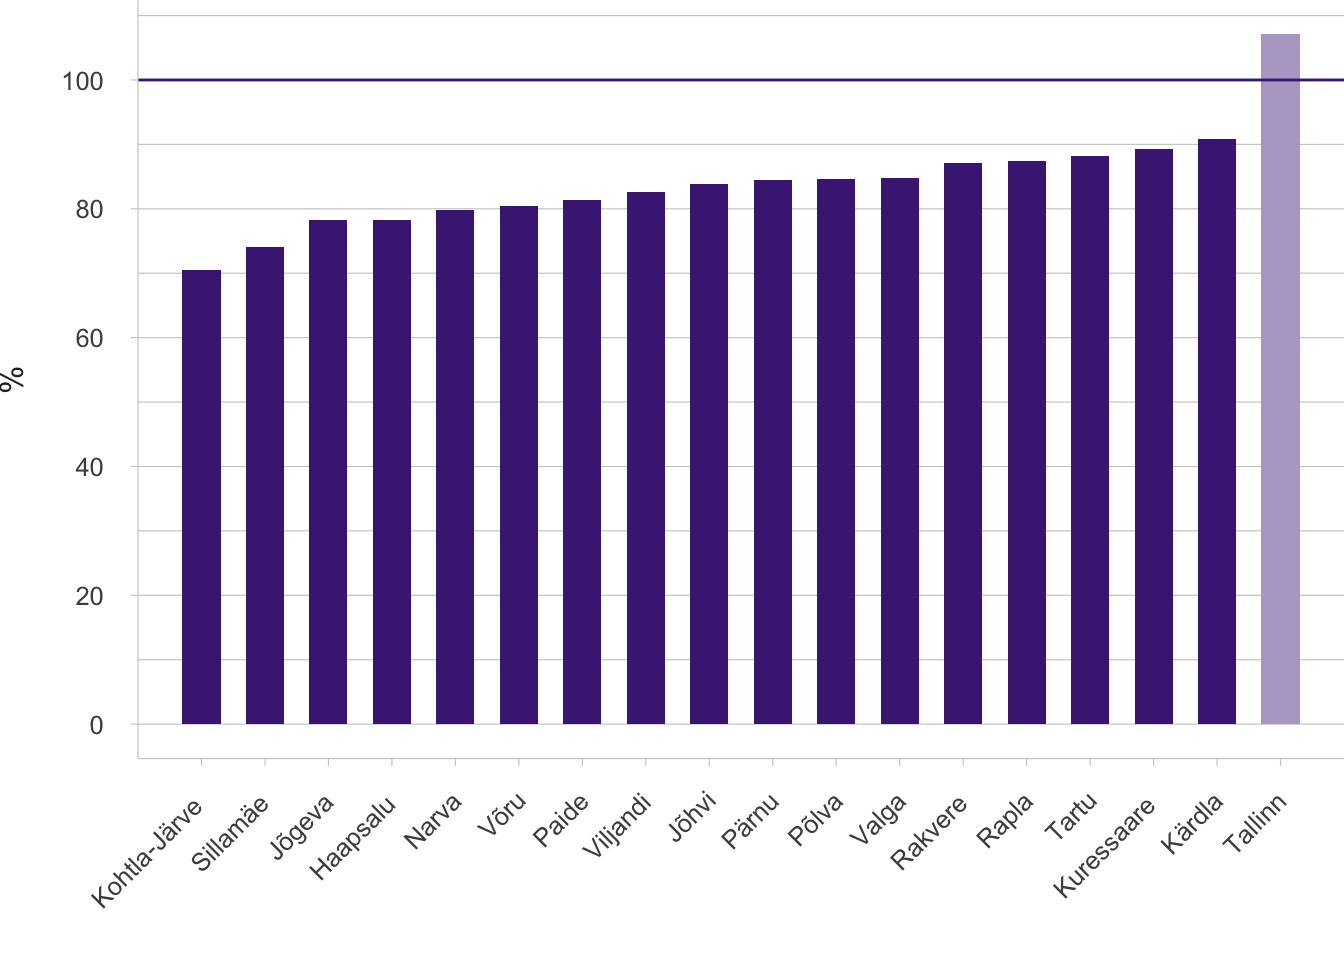 %
100
80
60
40
20
0
Kohtla-Järve
Sillamäe
Jõgeva
Haapsalu
Narva
Võru
Paide
Viljandi
Jõhvi
Pärnu
Põlva
Valga
Rakvere
Rapla
Tartu
Kuressaare
Kärdla
Tallinn